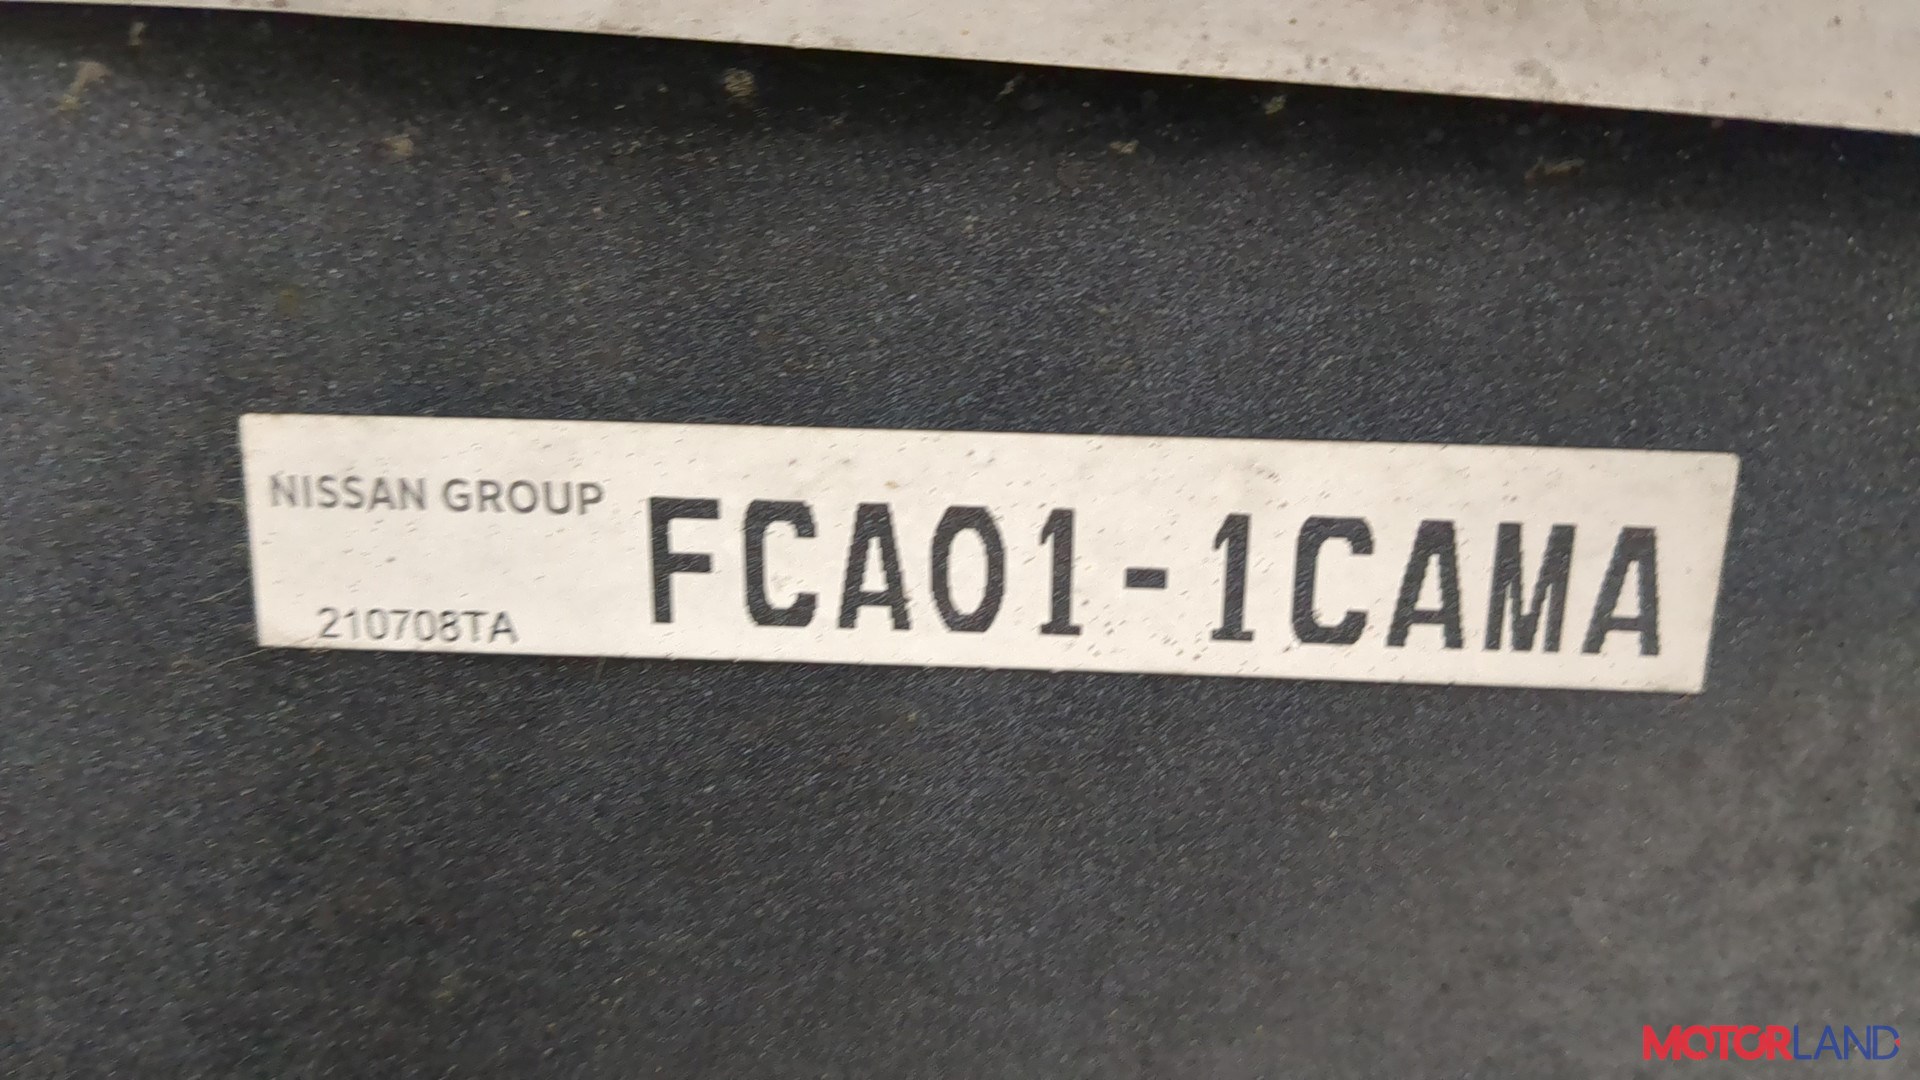 NISSAN GROUP
FCA01-1CAMA
210708TA
MOTORLAND